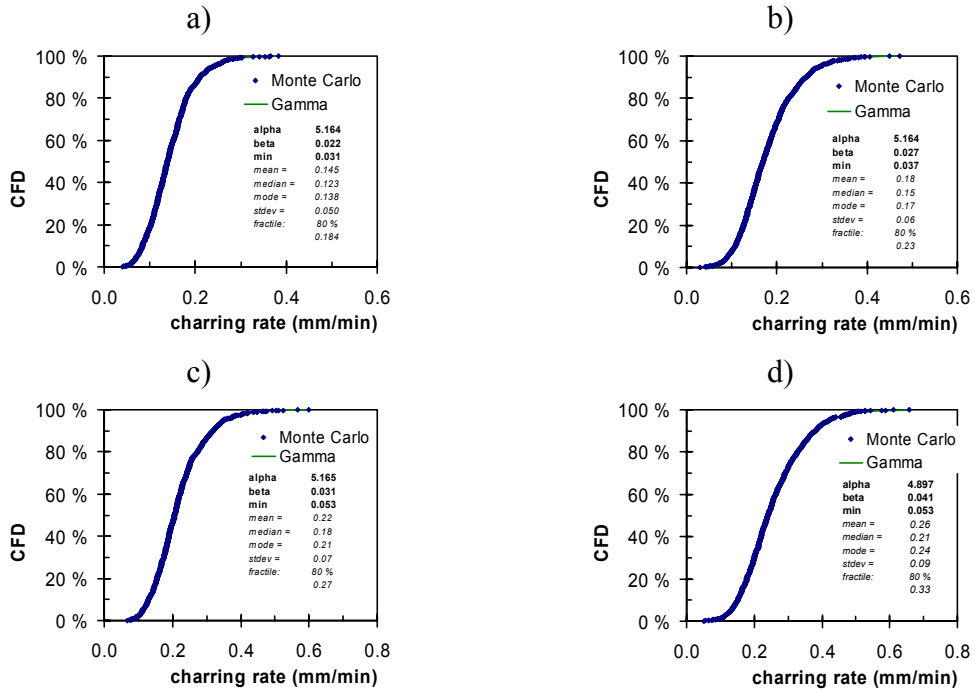 a)
100 %
80 %
60 %
40 %
20 %
0 %
CFD
Monte Carlo
Gamma
alpha 5.164
beta 0.022
min 0.031
mean = 0.145
median = 0.123
mode = 0.138
stdev = 0.050
fractile: 80 %
0.184
0.0 0.2 0.4 0.6
charring rate (mm/min)
b)
100 %
80 %
60 %
40 %
20 %
0 %
CFD
Monte Carlo
Gamma
alpha 5.164
beta 0.027
min 0.037
mean = 0.18
median = 0.15
mode = 0.17
stdev = 0.06
fractile: 80 %
0.23
0.0 0.2 0.4 0.6
charring rate (mm/min)
c)
100 %
80 %
60 %
40 %
20 %
0 %
CFD
Monte Carlo
Gamma
alpha 5.165
beta 0.031
min 0.053
mean = 0.22
median = 0.18
mode = 0.21
stdev = 0.07
fractile: 80 %
0.27
0.0 0.2 0.4 0.6 0.8
charring rate (mm/min)
d)
100 %
80 %
60 %
40 %
20 %
0 %
CFD
Monte Carlo
Gamma
alpha 4.897
beta 0.041
min 0.053
mean = 0.26
median = 0.21
mode = 0.24
stdev = 0.09
fractile: 80 %
0.33
0.0 0.2 0.4 0.6 0.8
charring rate (mm/min)